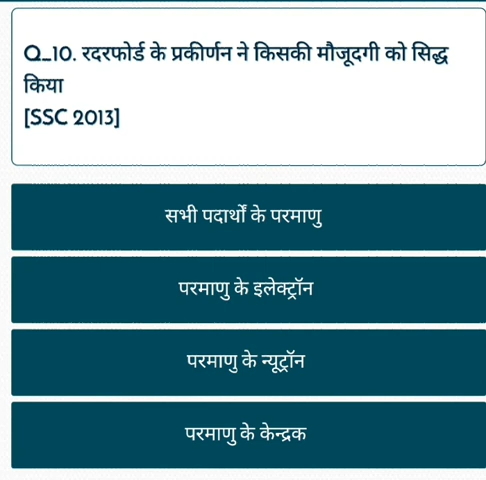 Q_10. रदरफोर्ड के प्रकीर्णन ने किसकी मौजूदगी को सिद्ध
किया
[SSC 2013]
सभी पदार्थों के परमाणु
परमाणु के इलेक्ट्रॉन
परमाणु के न्यूट्रॉन
परमाणु के केन्द्रक